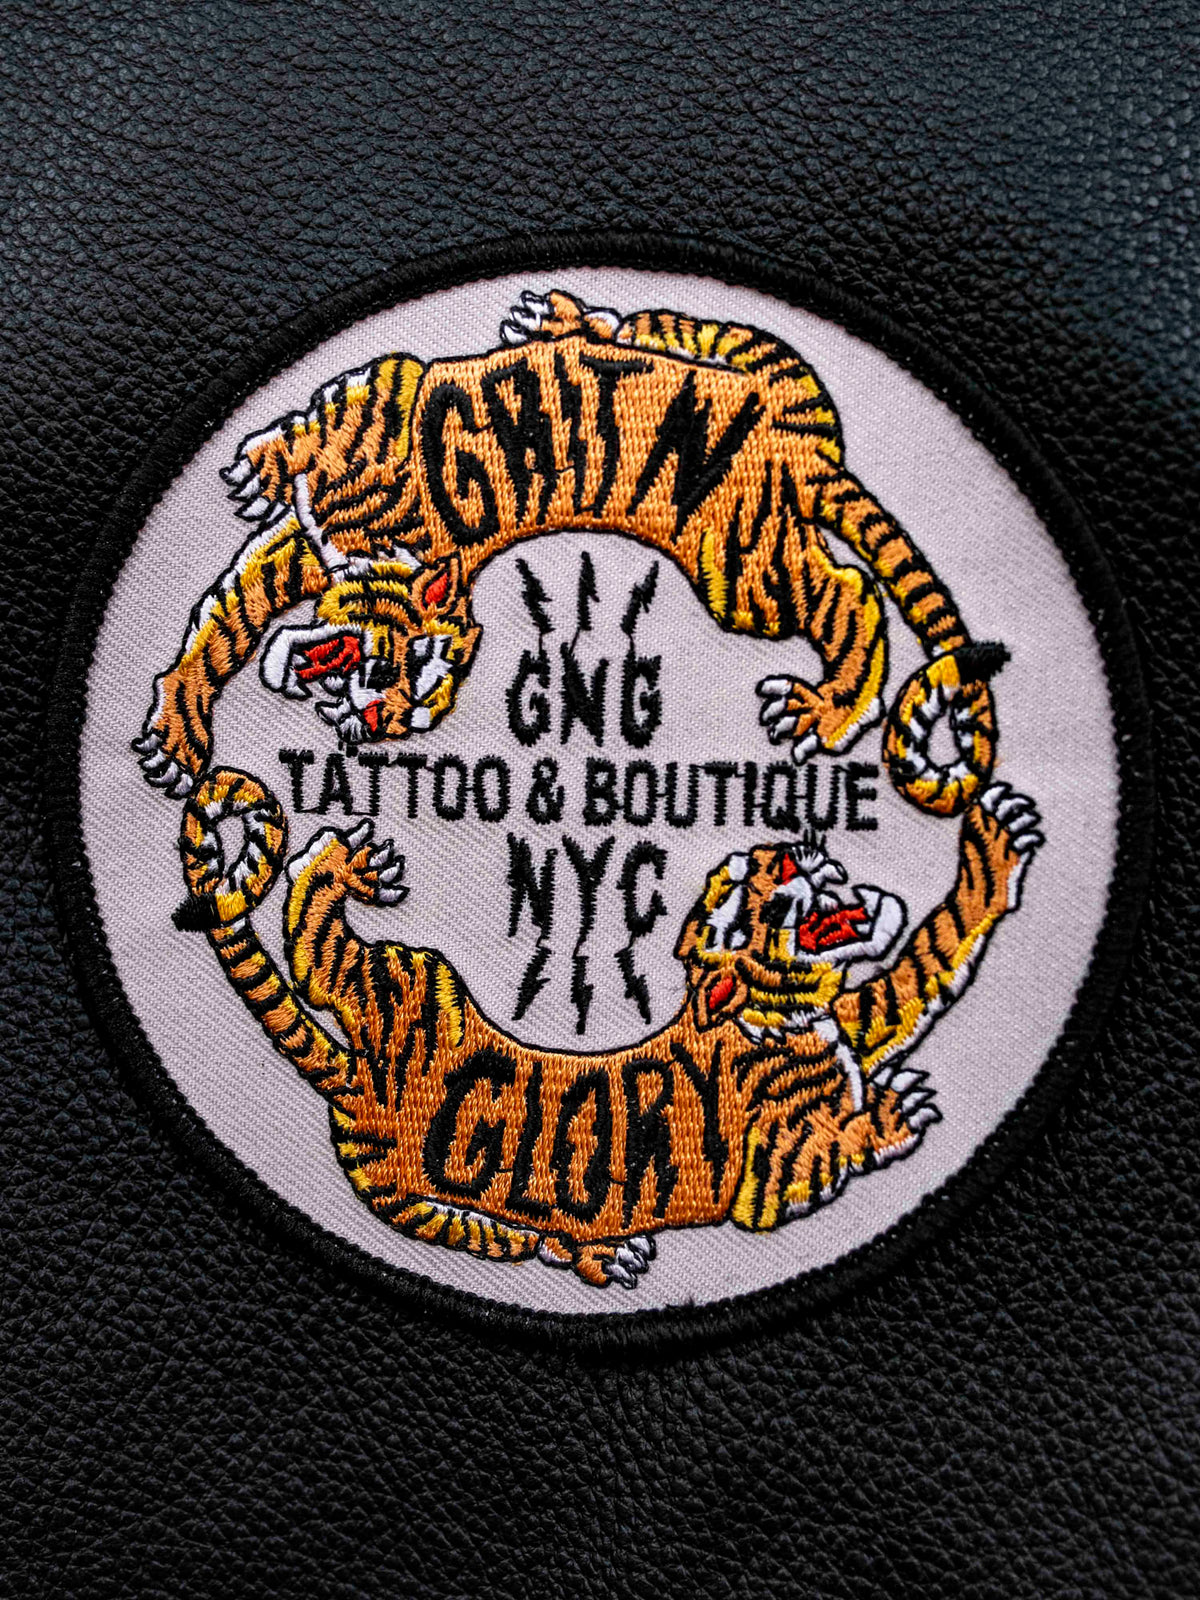 GRIT N
GNG
TATTOO & BOUTIQUE
NYC
GLORY